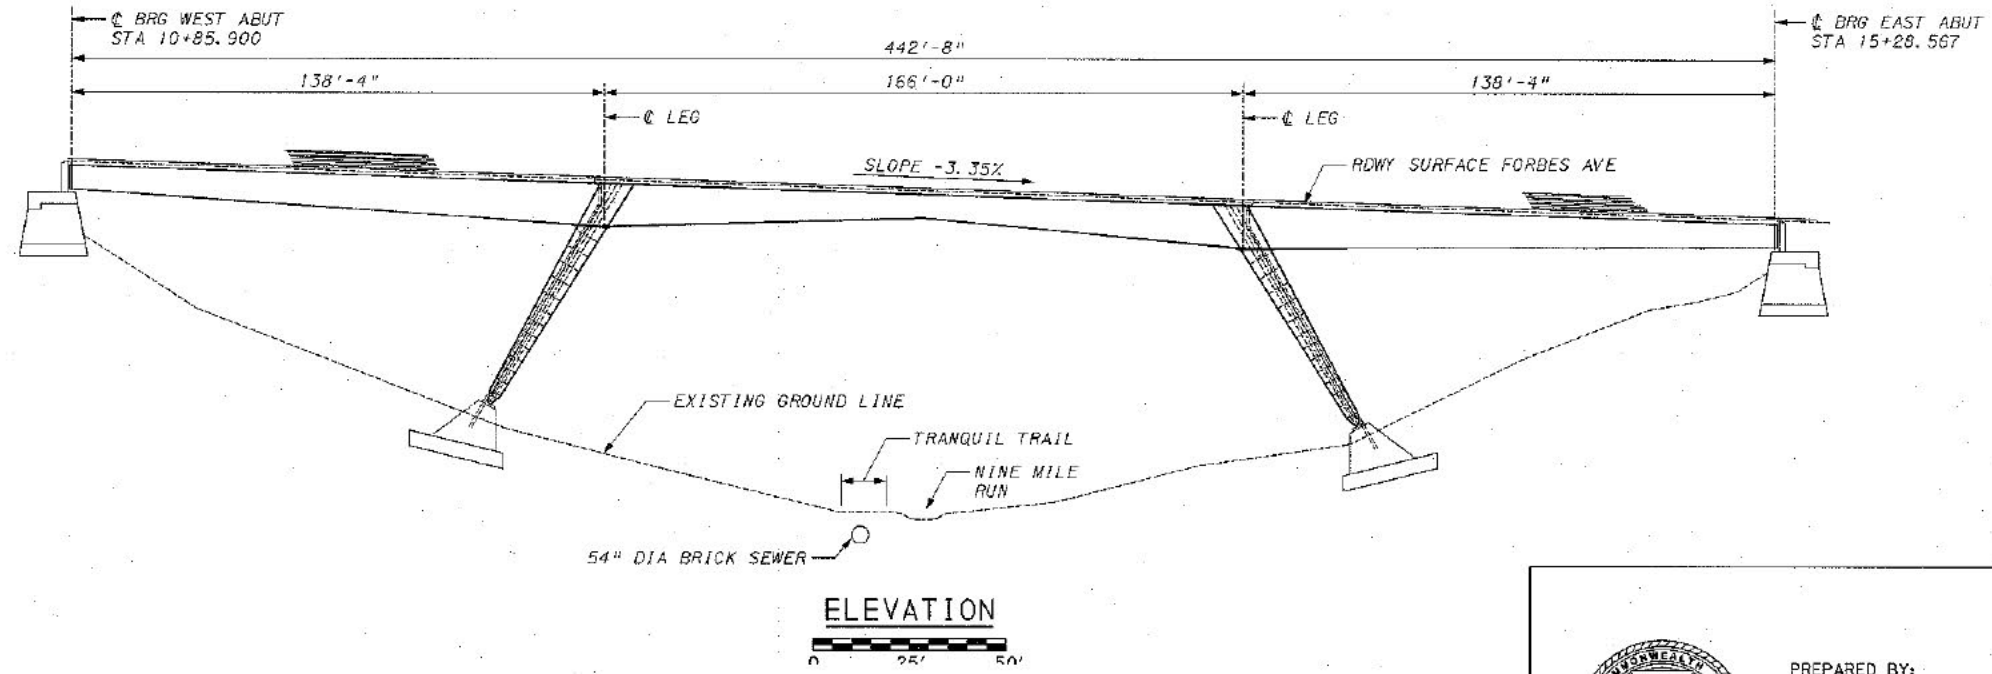 ℄ BRG WEST ABUT
STA 10+85.900
℄ BRG EAST ABUT
STA 15+28.567
442'-8"
138'-4"
166'-0"
138'-4"
℄ LEG
℄ LEG
SLOPE -3.35%
RDWY SURFACE FORBES AVE
EXISTING GROUND LINE
TRANQUIL TRAIL
NINE MILE
RUN
54" DIA BRICK SEWER
ELEVATION
0 25' 50'
PREPARED BY: